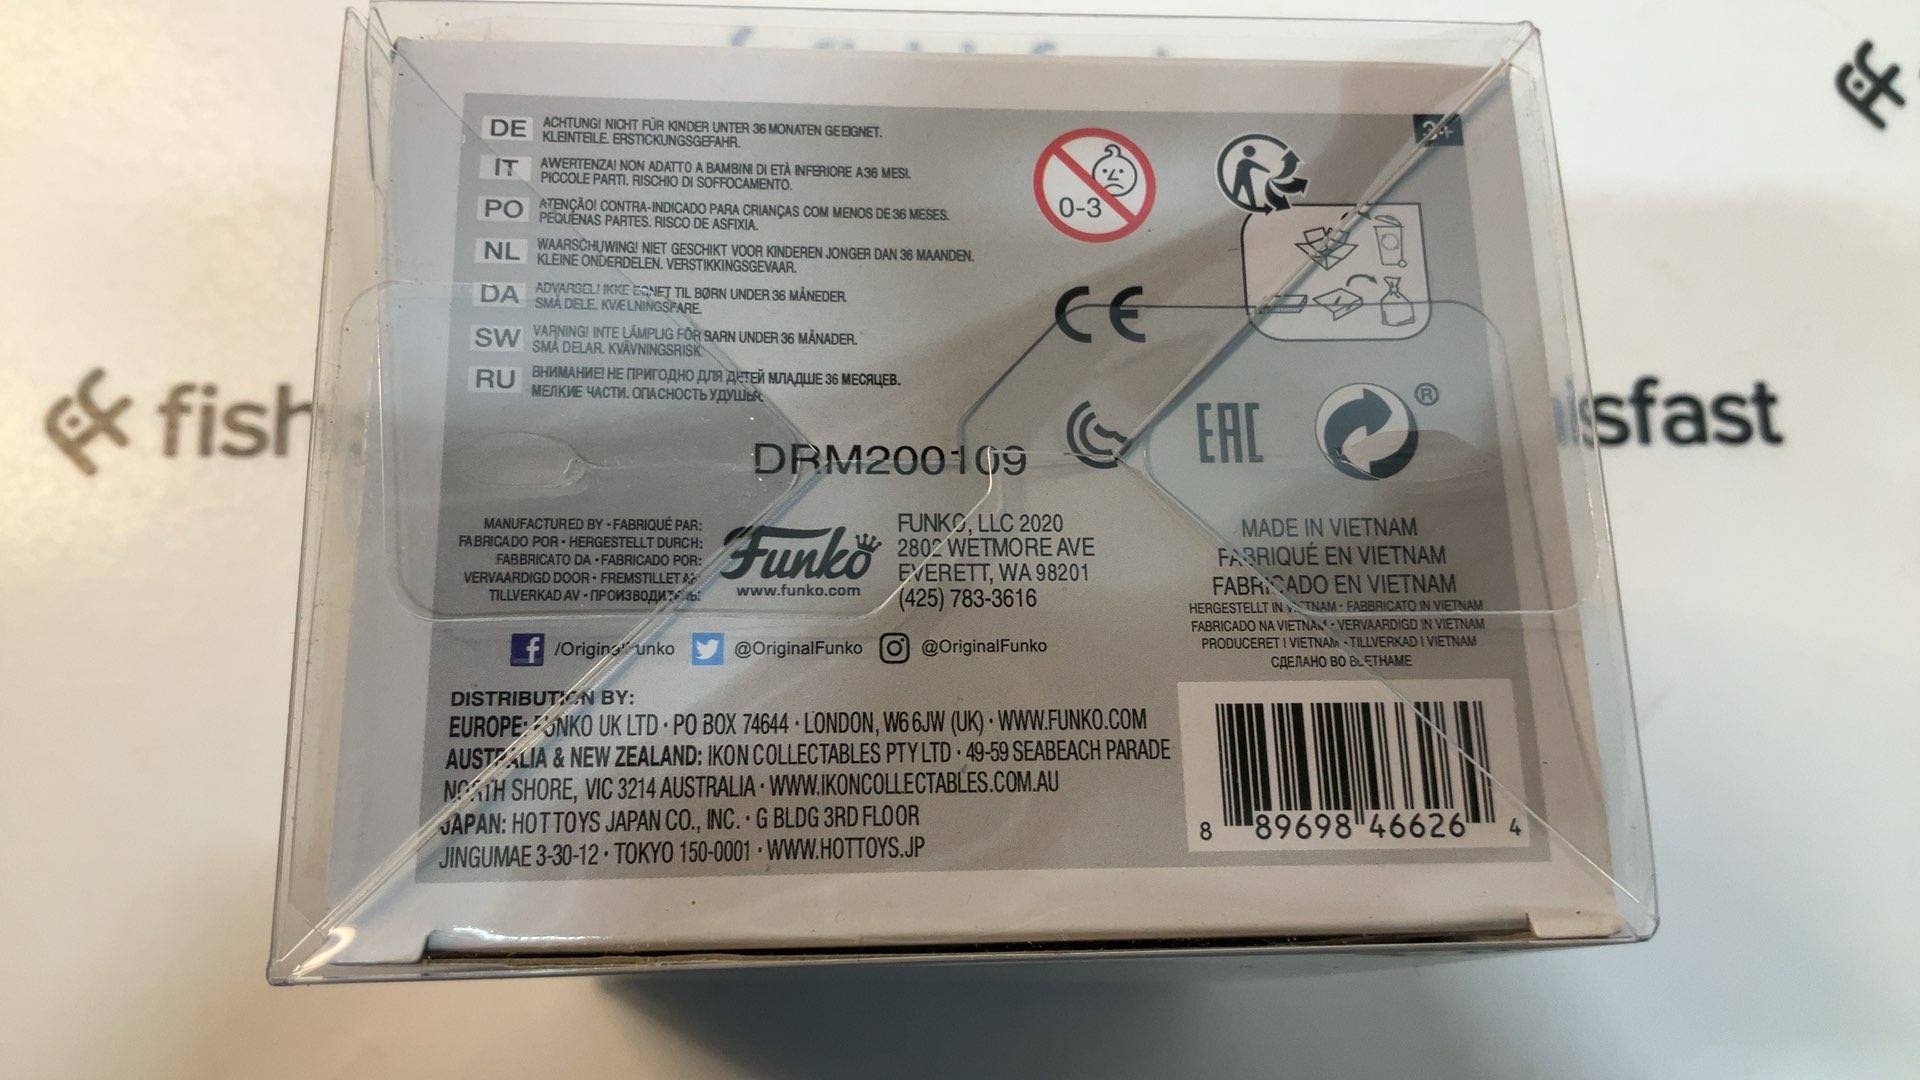 DE ACHTUNG! NICHT FÜR KINDER UNTER 36 MONATEN GEEIGNET.
KLEINTEILE. ERSTICKUNGSGEFAHR.
IT AWERTENZA! NON ADATTO A BAMBINI DI ETÀ INFERIORE A 36 MESI.
PICCOLE PARTI. RISCHIO DI SOFFOCAMENTO.
PO ATENÇÃO! CONTRA-INDICADO PARA CRIANÇAS COM MENOS DE 36 MESES.
PEQUENAS PARTES. RISCO DE ASFIXIA.
NL WAARSCHUWING! NIET GESCHIKT VOOR KINDEREN JONGER DAN 36 MAANDEN.
KLEINE ONDERDELEN. VERSTIKKINGSGEVAAR.
DA ADVARSEL! IKKE EGNET TIL BØRN UNDER 36 MÅNEDER.
SMÅ DELE. KVÆLNINGSFARE.
SW VARNING! INTE LÄMPLIG FÖR BARN UNDER 36 MÅNADER.
SMÅ DELAR. KVÄVNINGSRISK.
RU ВНИМАНИЕ! НЕ ПРИГОДНО ДЛЯ ДЕТЕЙ МЛАДШЕ 36 МЕСЯЦЕВ.
МЕЛКИЕ ЧАСТИ. ОПАСНОСТЬ УДУШЬЯ.
0-3
3+
CE
EAC
®
DRM200109
MANUFACTURED BY • FABRIQUÉ PAR:
FABRICADO POR • HERGESTELLT DURCH:
FABBRICATO DA • FABRICADO POR:
VERVAARDIGD DOOR • FREMSTILLET AF:
TILLVERKAD AV • ПРОИЗВОДИТЕЛЬ:
Funko
www.funko.com
FUNKO, LLC 2020
2802 WETMORE AVE
EVERETT, WA 98201
(425) 783-3616
MADE IN VIETNAM
FABRIQUÉ EN VIETNAM
FABRICADO EN VIETNAM
HERGESTELLT IN VIETNAM • FABBRICATO IN VIETNAM
FABRICADO NA VIETNAM • VERVAARDIGD IN VIETNAM
PRODUCERET I VIETNAM • TILLVERKAD I VIETNAM
СДЕЛАНО ВО ВЬЕТНАМЕ
/OriginalFunko @OriginalFunko @OriginalFunko
DISTRIBUTION BY:
EUROPE: FUNKO UK LTD • PO BOX 74644 • LONDON, W6 6JW (UK) • WWW.FUNKO.COM
AUSTRALIA & NEW ZEALAND: IKON COLLECTABLES PTY LTD • 49-59 SEABEACH PARADE
NORTH SHORE, VIC 3214 AUSTRALIA • WWW.IKONCOLLECTABLES.COM.AU
JAPAN: HOT TOYS JAPAN CO., INC. • G BLDG 3RD FLOOR
JINGUMAE 3-30-12 • TOKYO 150-0001 • WWW.HOTTOYS.JP
8 89698 46626 4
fish
isfast